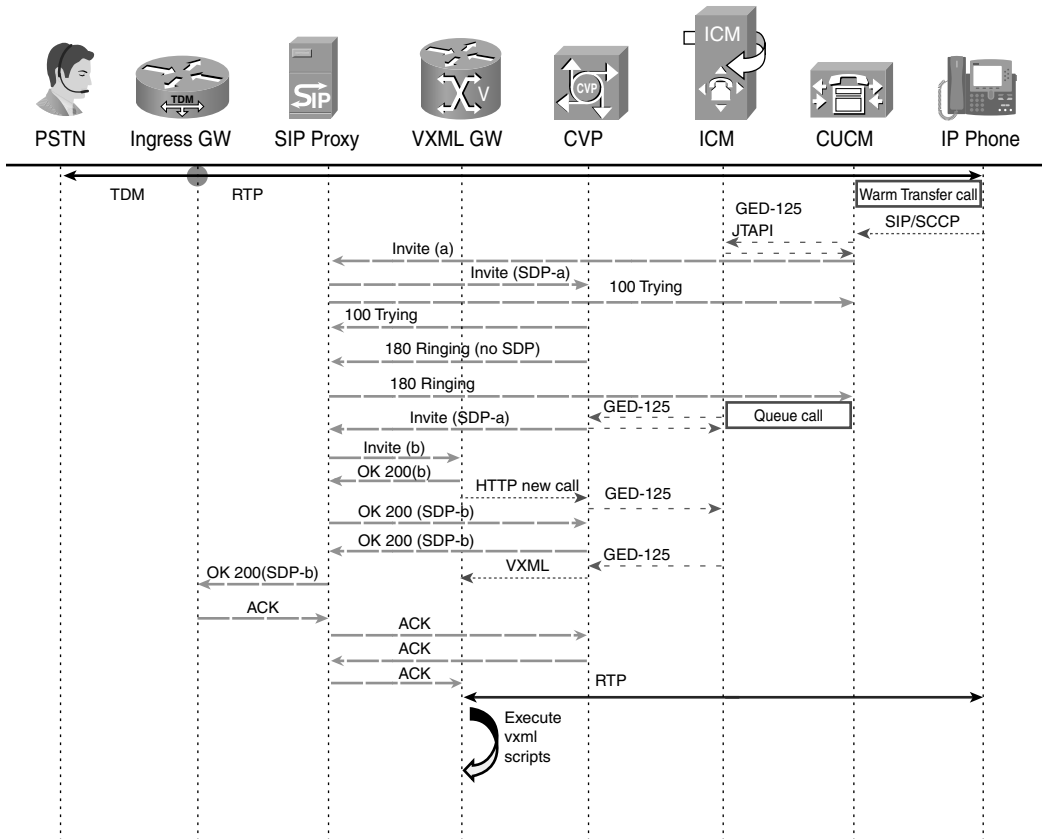 ICM
TDM
SIP
V
CVP
PSTN
Ingress GW
SIP Proxy
VXML GW
CVP
ICM
CUCM
IP Phone
TDM
RTP
Warm Transfer call
GED-125
JTAPI
SIP/SCCP
Invite (a)
Invite (SDP-a)
100 Trying
100 Trying
180 Ringing (no SDP)
180 Ringing
GED-125
Queue call
Invite (SDP-a)
Invite (b)
OK 200(b)
HTTP new call
GED-125
OK 200 (SDP-b)
OK 200 (SDP-b)
GED-125
VXML
OK 200(SDP-b)
ACK
ACK
ACK
ACK
RTP
Execute
vxml
scripts